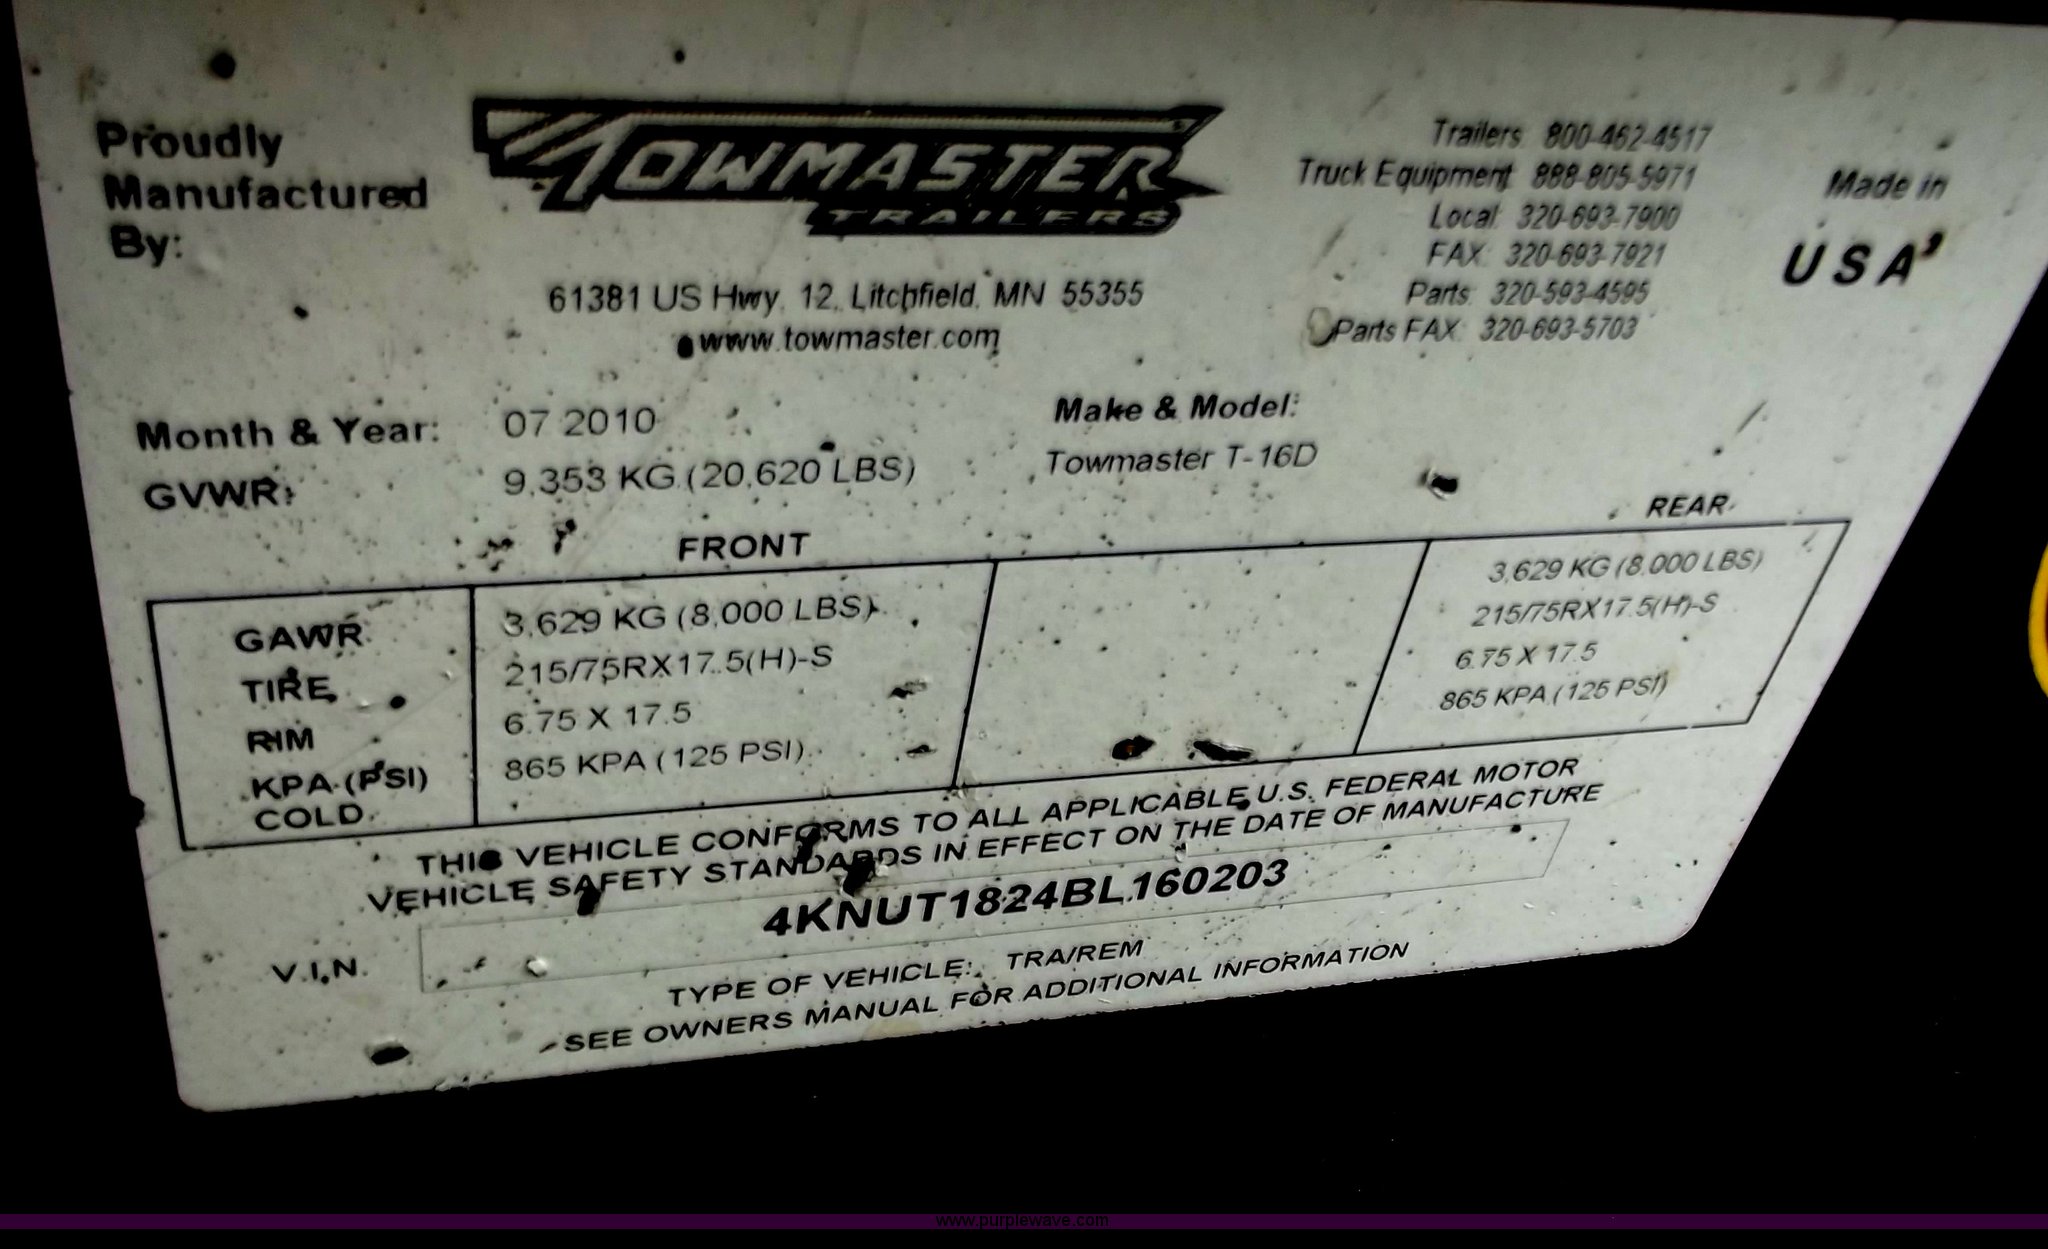 Proudly
Manufactured
By:
TOWMASTER
TRAILERS
61381 US Hwy. 12, Litchfield, MN 55355
www.towmaster.com
Trailers: 800-462-4517
Truck Equipment: 888-805-5971
Local: 320-693-7900
FAX: 320-693-7921
Parts: 320-593-4595
Parts FAX: 320-693-5703
Made in
USA
Month & Year: 07 2010
GVWR: 9,353 KG (20,620 LBS)
Make & Model:
Towmaster T-16D
FRONT REAR
GAWR 3,629 KG (8,000 LBS) 3,629 KG (8,000 LBS)
TIRE 215/75RX17.5(H)-S 215/75RX17.5(H)-S
RIM 6.75 X 17.5 6.75 X 17.5
KPA (PSI) 865 KPA (125 PSI) 865 KPA (125 PSI)
COLD
THIS VEHICLE CONFORMS TO ALL APPLICABLE U.S. FEDERAL MOTOR
VEHICLE SAFETY STANDARDS IN EFFECT ON THE DATE OF MANUFACTURE
V.I.N. 4KNUT1824BL160203
TYPE OF VEHICLE: TRA/REM
SEE OWNERS MANUAL FOR ADDITIONAL INFORMATION
www.purplewave.com